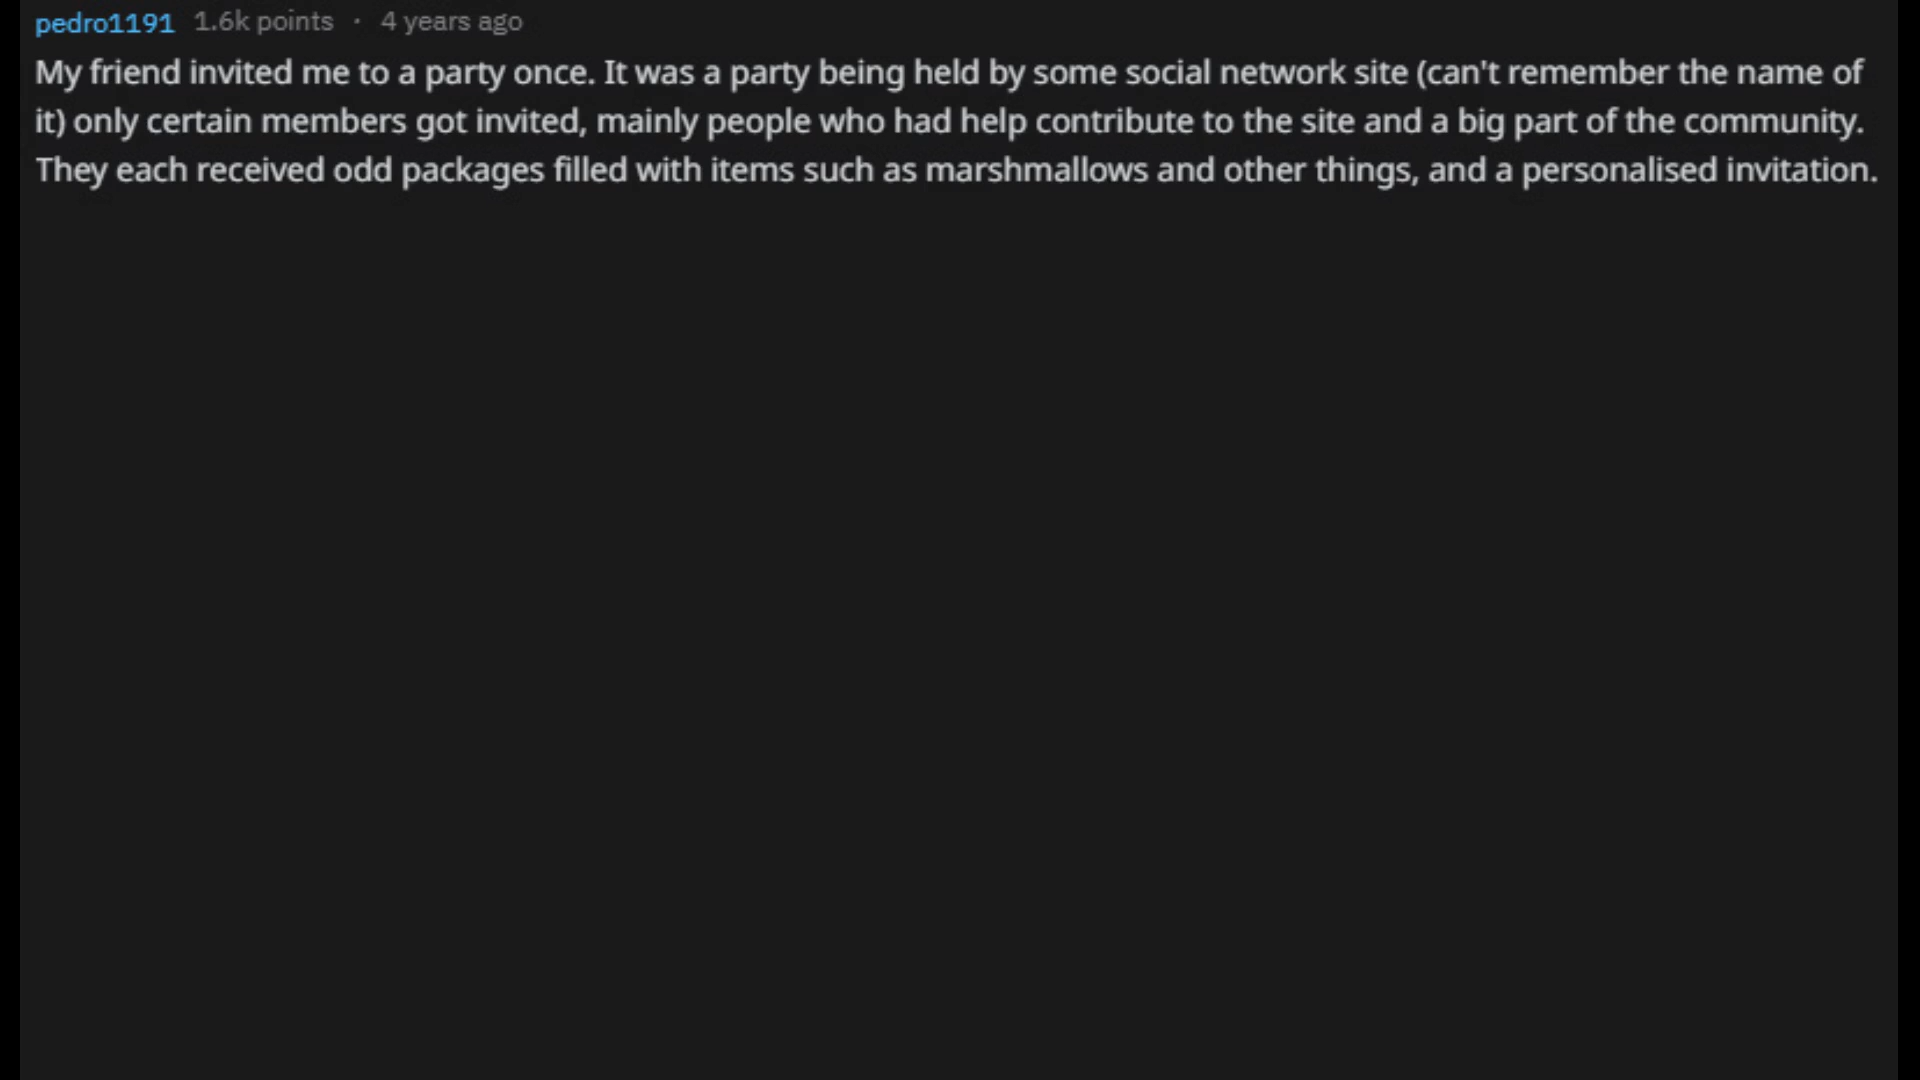 pedro1191 1.6k points · 4 years ago
My friend invited me to a party once. It was a party being held by some social network site (can't remember the name of
it) only certain members got invited, mainly people who had help contribute to the site and a big part of the community.
They each received odd packages filled with items such as marshmallows and other things, and a personalised invitation.